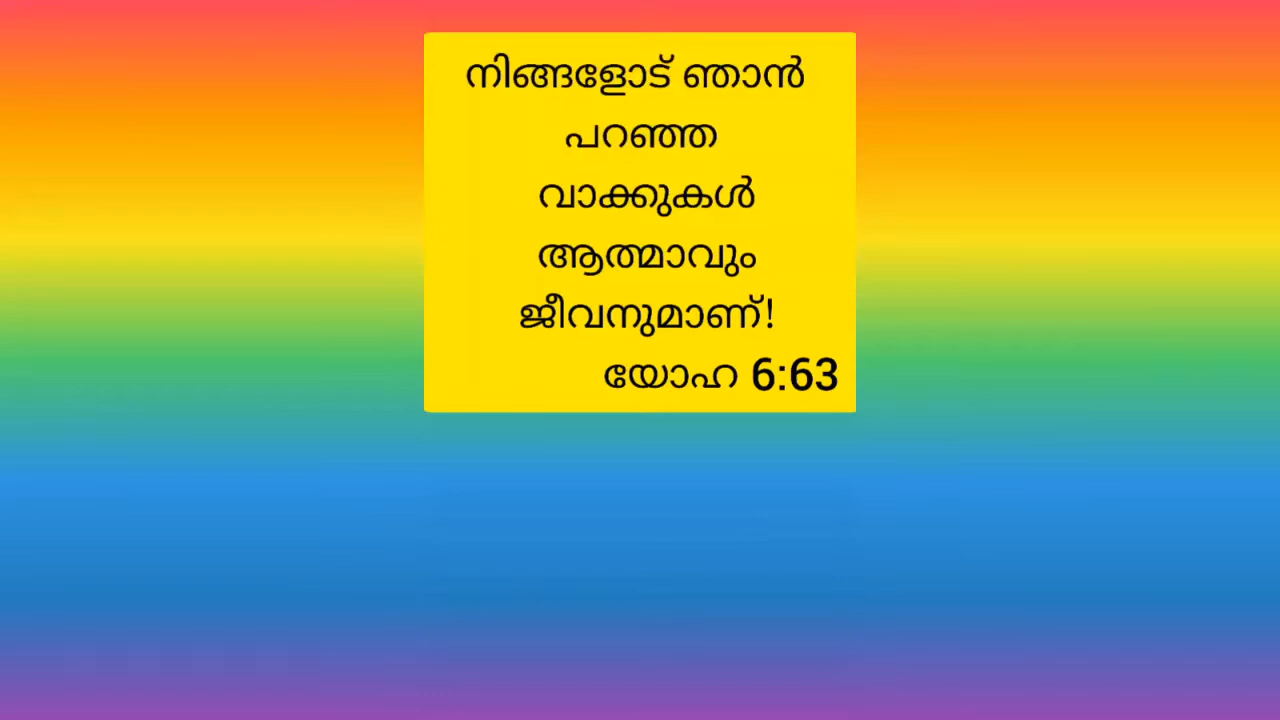 നിങ്ങളോട് ഞാൻ
പറഞ്ഞ
വാക്കുകൾ
ആത്മാവും
ജീവനുമാണ്!
യോഹ 6:63